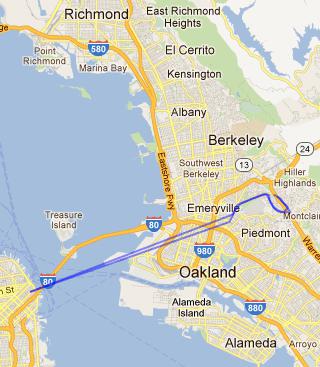 Richmond
East Richmond
Heights
580
El Cerrito
Point
Richmond
Marina Bay
Kensington
Albany
Eastshore Fwy
Berkeley
24
Southwest
Berkeley
13
Hiller
Highlands
Emeryville
Montclair
Treasure
Island
80
Piedmont
980
Warren
80
Oakland
Alameda
Island
880
Alameda
Arroyo